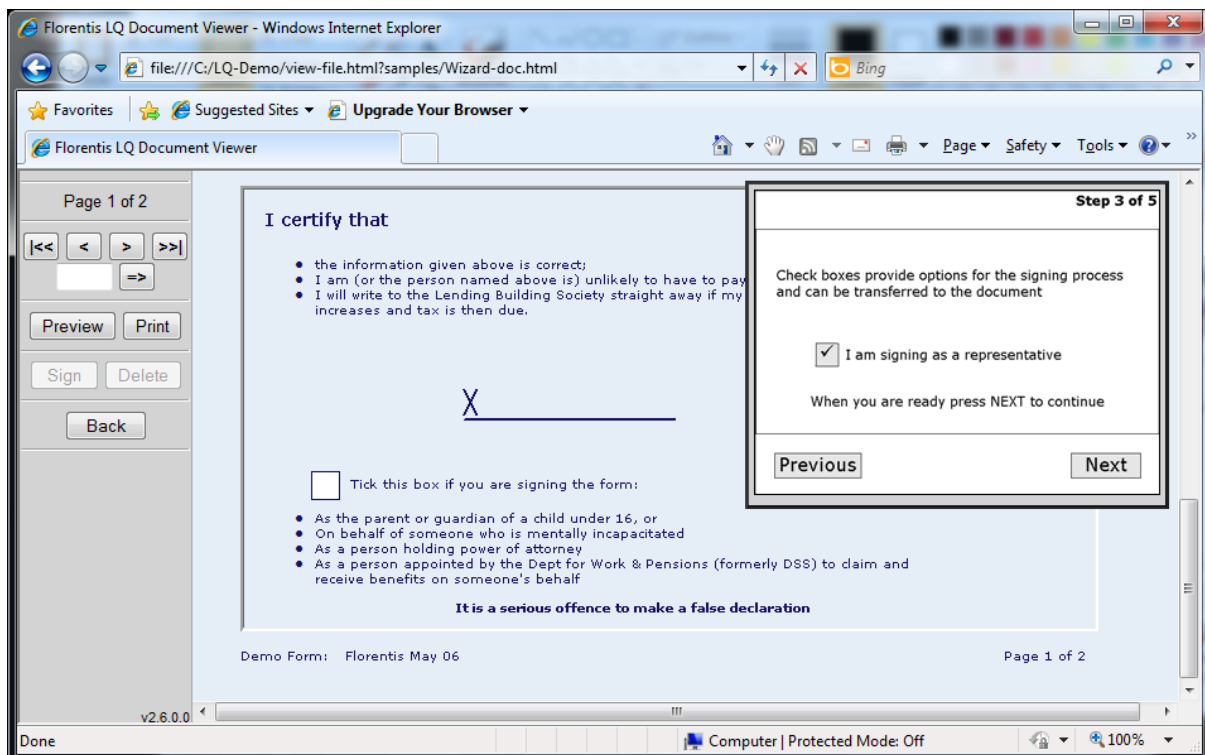 Florentis LQ Document Viewer - Windows Internet Explorer
file:///C:/LQ-Demo/view-file.html?samples/Wizard-doc.html
Bing
Favorites
Suggested Sites
Upgrade Your Browser
Florentis LQ Document Viewer
Page
Safety
Tools
Page 1 of 2
|<<
<
>
>>|
=>
Preview
Print
Sign
Delete
Back
v2.6.0.0
I certify that
the information given above is correct;
I am (or the person named above is) unlikely to have to pay
I will write to the Lending Building Society straight away if my
increases and tax is then due.
X
Tick this box if you are signing the form:
As the parent or guardian of a child under 16, or
On behalf of someone who is mentally incapacitated
As a person holding power of attorney
As a person appointed by the Dept for Work & Pensions (formerly DSS) to claim and
receive benefits on someone's behalf
It is a serious offence to make a false declaration
Demo Form: Florentis May 06
Page 1 of 2
Step 3 of 5
Check boxes provide options for the signing process
and can be transferred to the document
I am signing as a representative
When you are ready press NEXT to continue
Previous
Next
Done
Computer | Protected Mode: Off
100%